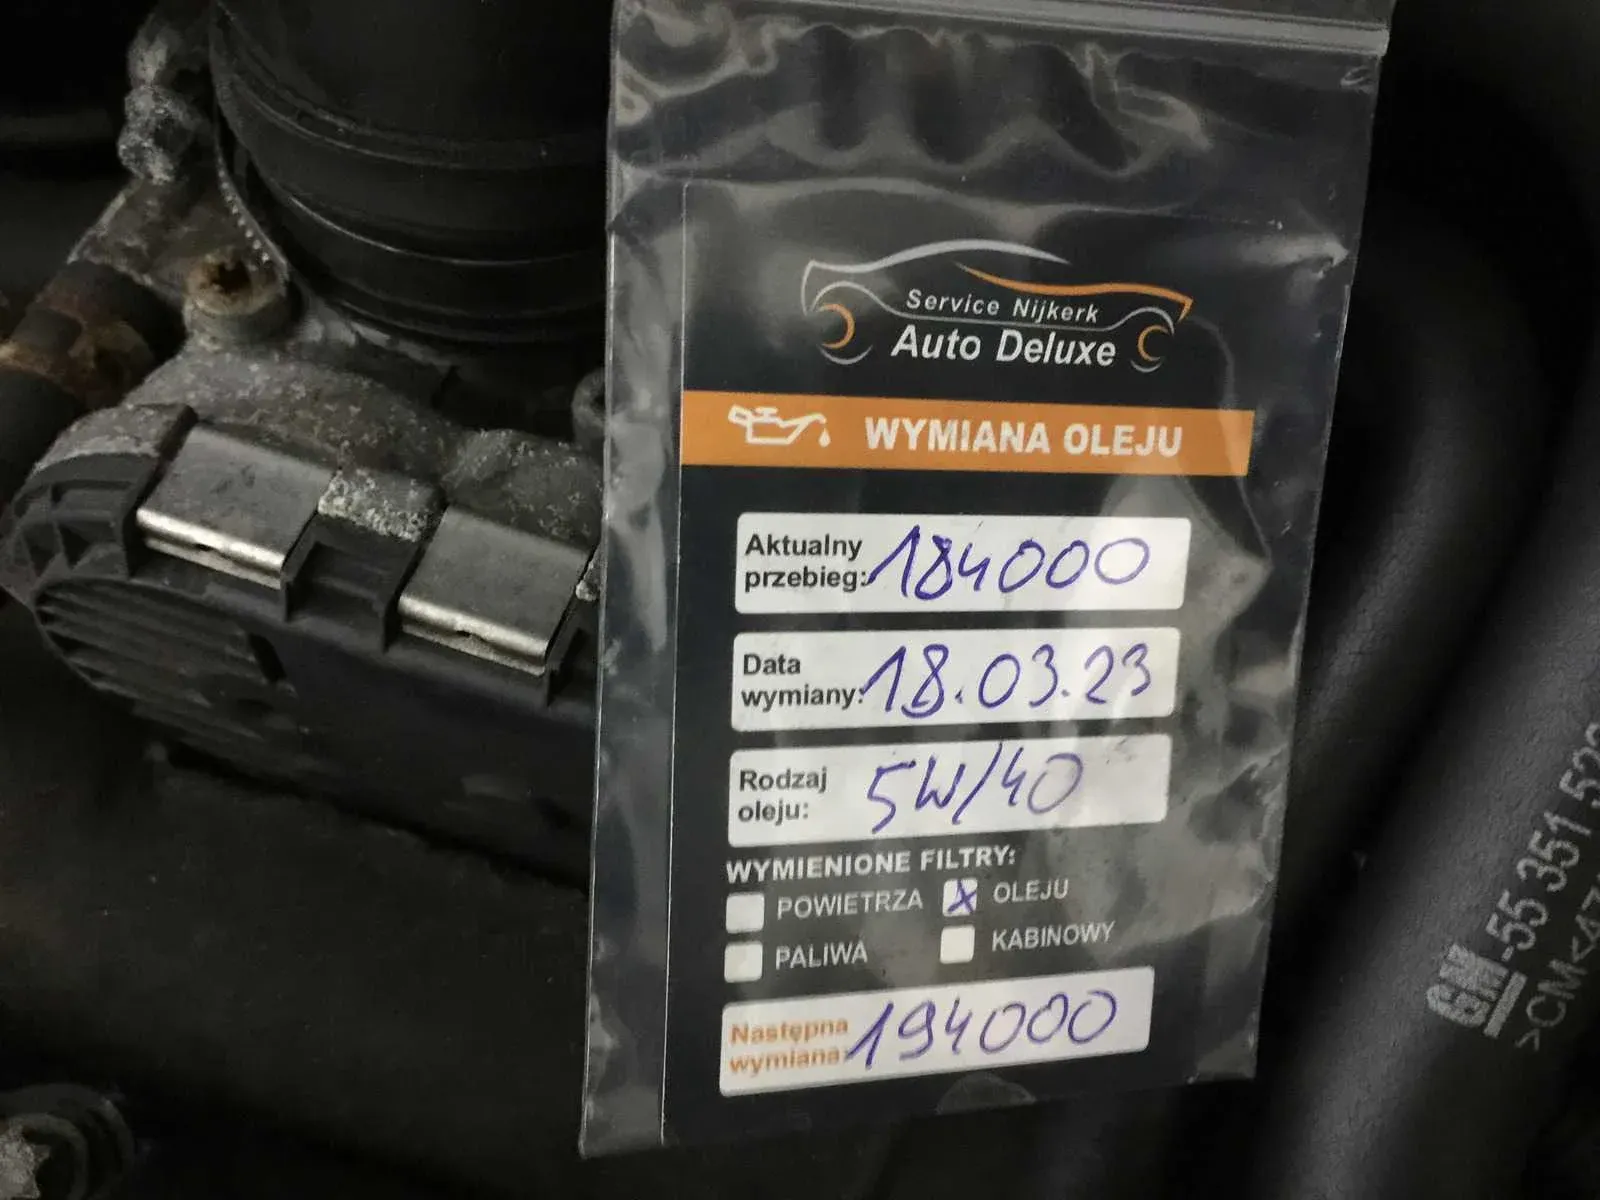 Service Nijkerk
Auto Deluxe
WYMIANA OLEJU
Aktualny
przebieg: 184000
Data
wymiany: 18.03.23
Rodzaj
oleju: 5W/40
WYMIENIONE FILTRY:
POWIETRZA X OLEJU
PALIWA KABINOWY
Następna
wymiana: 194000
GM-55 351